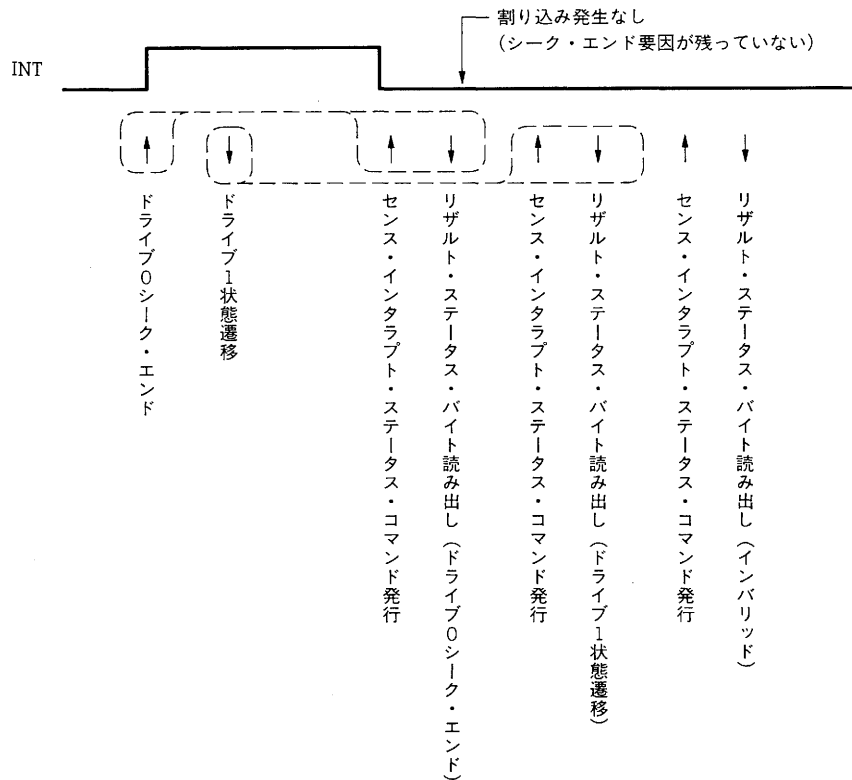 割り込み発生なし
(シーク・エンド要因が残っていない)
INT
ドライブ0シーク・エンド
ドライブ1状態遷移
センス・インタラプト・ステータス・コマンド発行
リザルト・ステータス・バイト読み出し(ドライブ0シーク・エンド)
センス・インタラプト・ステータス・コマンド発行
リザルト・ステータス・バイト読み出し(ドライブ1状態遷移)
センス・インタラプト・ステータス・コマンド発行
リザルト・ステータス・バイト読み出し(インバリッド)